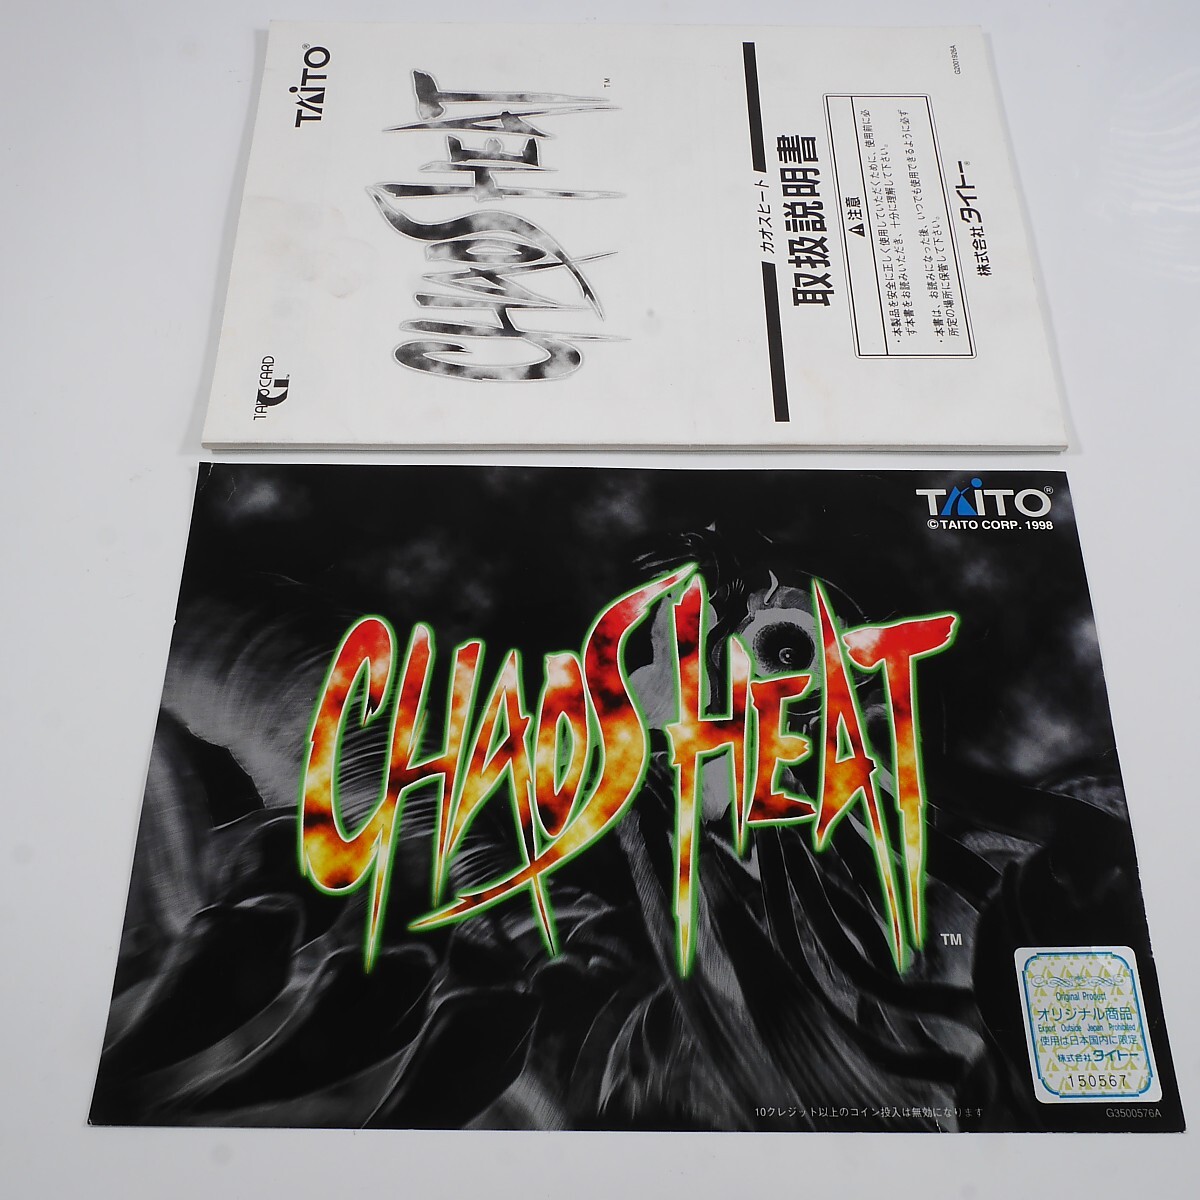 TAITO®
CHAOS HEAT
TM
TAITO CARD
カオスヒート
取扱説明書
注意
・本製品を安全に正しく使用していただくために、使用前に必
ず本書をお読みいただき、十分に理解して下さい。
・本書は、お読みになった後、いつでも使用できるように必ず
所定の場所に保管して下さい。
株式会社タイトー®
G2001926A
TAITO®
©TAITO CORP. 1998
CHAOS HEAT
TM
Original Product
オリジナル商品
Export Outside Japan Prohibited
使用は日本国内に限定
株式会社タイトー
150567
10クレジット以上のコイン投入は無効になります
G3500576A